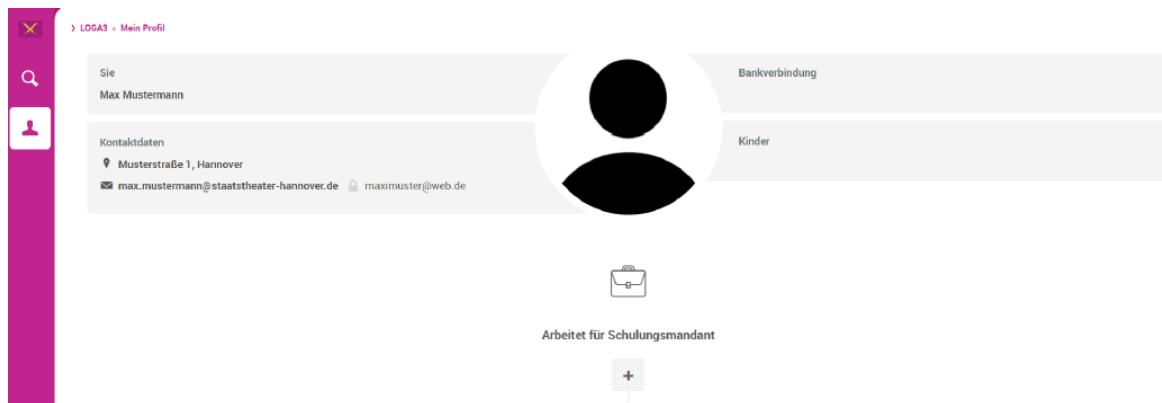 ❯ LOGA3 » Mein Profil
Sie
Max Mustermann
Kontaktdaten
Musterstraße 1, Hannover
max.mustermann@staatstheater-hannover.de maximuster@web.de
Bankverbindung
Kinder
Arbeitet für Schulungsmandant
+